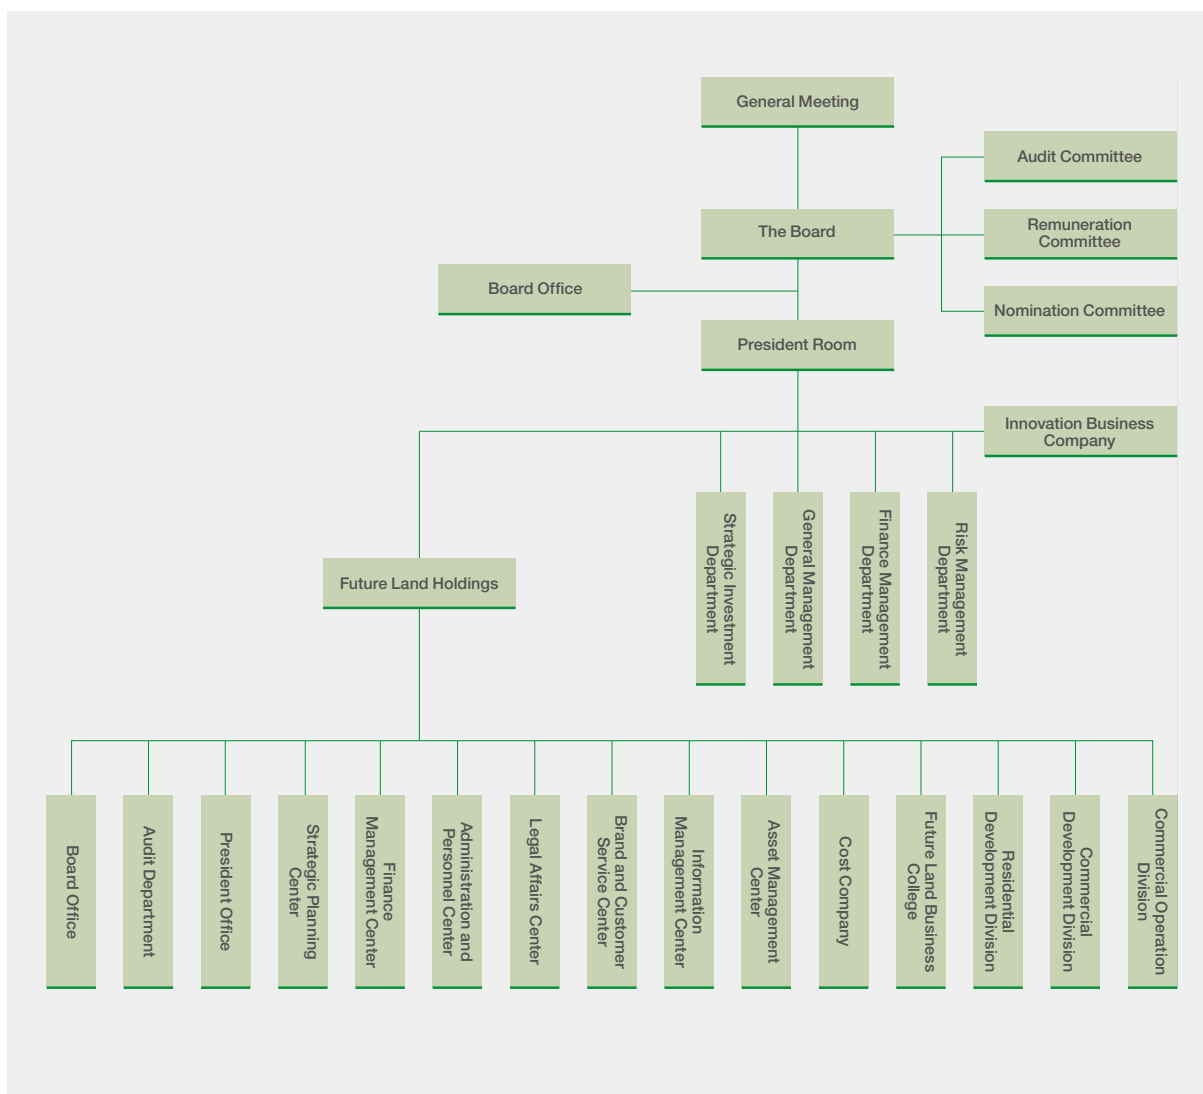 General Meeting
Audit Committee
The Board
Remuneration
Committee
Board Office
Nomination Committee
President Room
Innovation Business
Company
Strategic Investment
Department
General Management
Department
Finance Management
Department
Risk Management
Department
Future Land Holdings
Board Office
Audit Department
President Office
Strategic Planning
Center
Finance
Management Center
Administration and
Personnel Center
Legal Affairs Center
Brand and Customer
Service Center
Information
Management Center
Asset Management
Center
Cost Company
Future Land Business
College
Residential
Development Division
Commercial
Development Division
Commercial Operation
Division